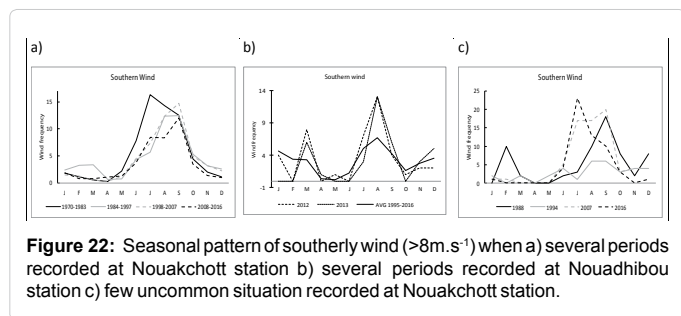 a)
b)
c)
Southern Wind
Wind frequency
15
10
5
0
J F M A M J J A S O N D
1970-1983 1984-1997 1998-2007 2008-2016
Southern wind
Wind frequency
14
9
4
-1
J F M A M J J A S O N D
2012 2013 AVG 1995-2016
Southern Wind
Wind frequency
25
20
15
10
5
0
J F M A M J J A S O N D
1988 1994 2007 2016
Figure 22: Seasonal pattern of southerly wind (>8m.s-1) when a) several periods
recorded at Nouakchott station b) several periods recorded at Nouadhibou
station c) few uncommon situation recorded at Nouakchott station.